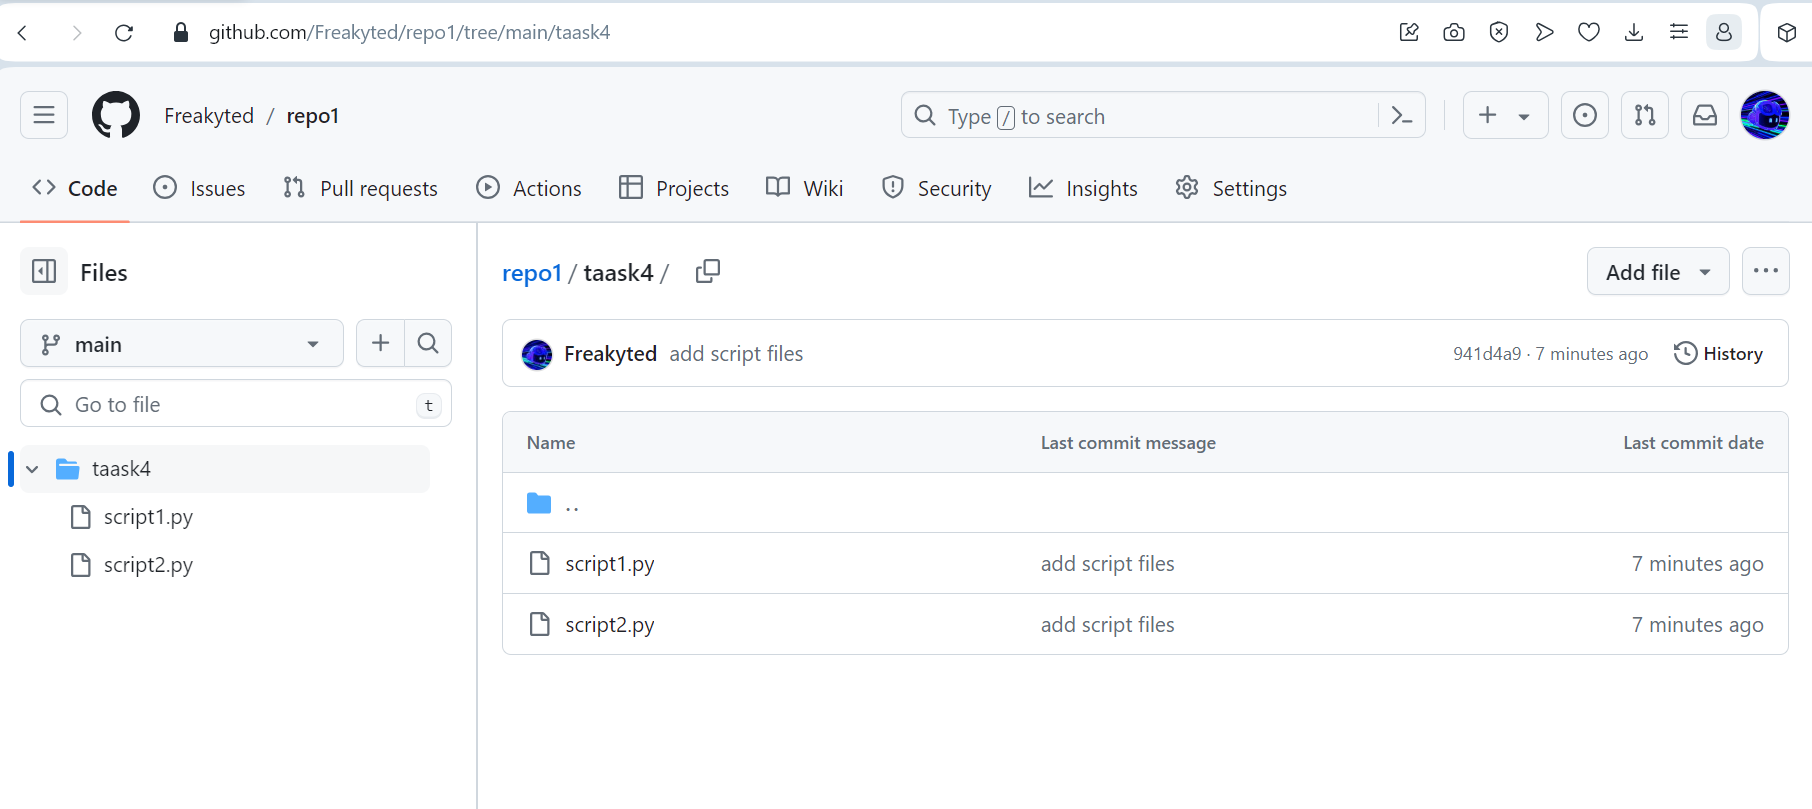 github.com/Freakyted/repo1/tree/main/taask4
Freakyted / repo1
Type / to search
Code Issues Pull requests Actions Projects Wiki Security Insights Settings
Files
main
Go to file t
taask4
script1.py
script2.py
repo1 / taask4 /
Add file
Freakyted add script files 941d4a9 · 7 minutes ago History
Name Last commit message Last commit date
..
script1.py add script files 7 minutes ago
script2.py add script files 7 minutes ago